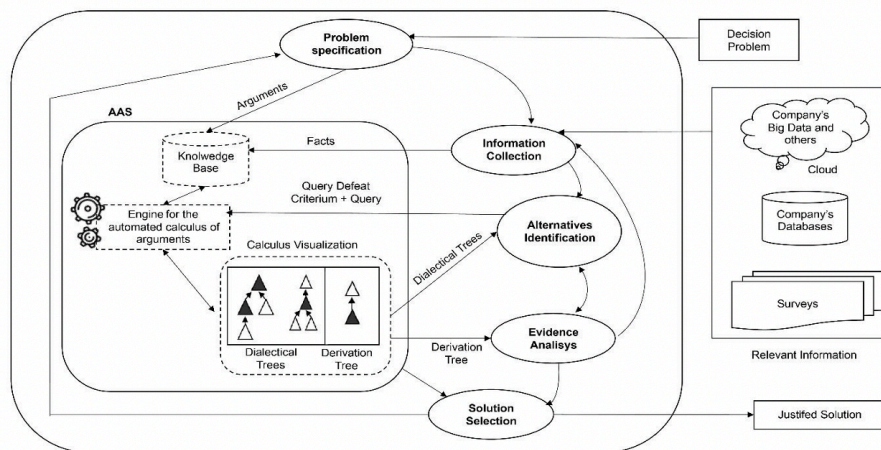 Problem
specification
Decision
Problem
Arguments
AAS
Company's
Big Data and
others
Cloud
Information
Collection
Facts
Knolwedge
Base
Query Defeat
Criterium + Query
Engine for the
automated calculus of
arguments
Alternatives
Identification
Company's
Databases
Calculus Visualization
Dialectical Trees
Surveys
Evidence
Analisys
Derivation
Tree
Dialectical
Trees
Derivation
Tree
Relevant Information
Solution
Selection
Justifed Solution